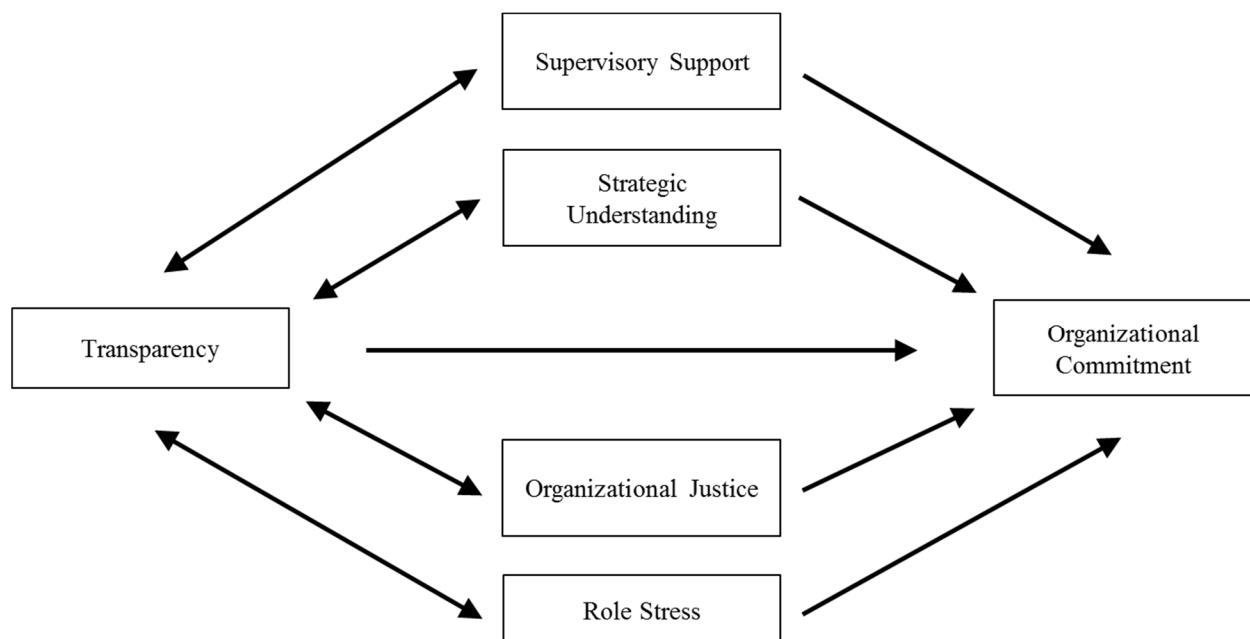 Supervisory Support
Strategic
Understanding
Transparency
Organizational
Commitment
Organizational Justice
Role Stress